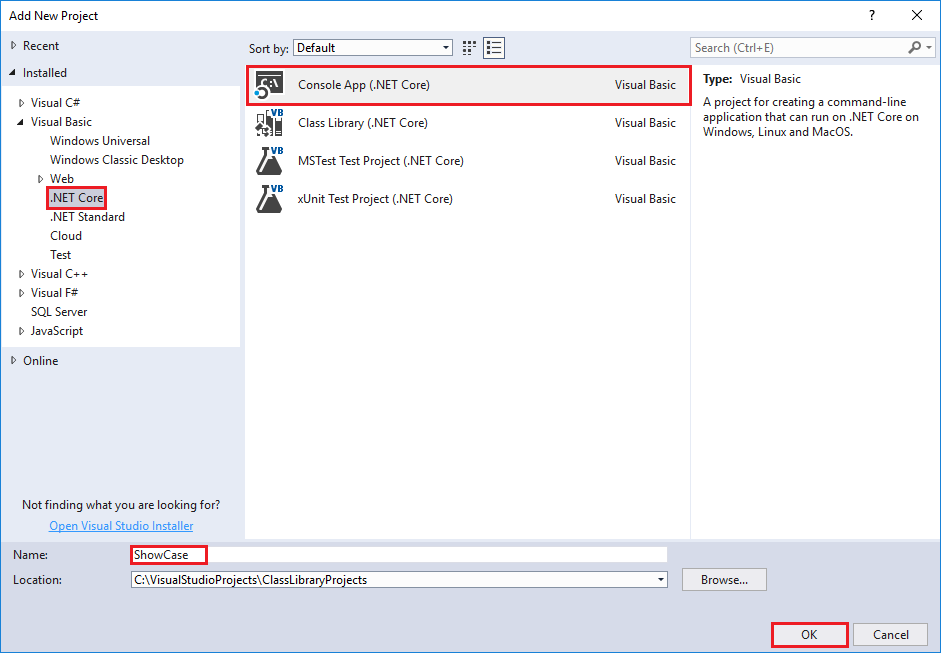 Add New Project
?
Recent
Installed
Visual C#
Visual Basic
Windows Universal
Windows Classic Desktop
Web
.NET Core
.NET Standard
Cloud
Test
Visual C++
Visual F#
SQL Server
JavaScript
Online
Not finding what you are looking for?
Open Visual Studio Installer
Sort by: Default
Console App (.NET Core) Visual Basic
VB
Class Library (.NET Core) Visual Basic
VB
MSTest Test Project (.NET Core) Visual Basic
VB
xUnit Test Project (.NET Core) Visual Basic
Search (Ctrl+E)
Type: Visual Basic
A project for creating a command-line
application that can run on .NET Core on
Windows, Linux and MacOS.
Name: ShowCase
Location: C:\VisualStudioProjects\ClassLibraryProjects
Browse...
OK
Cancel